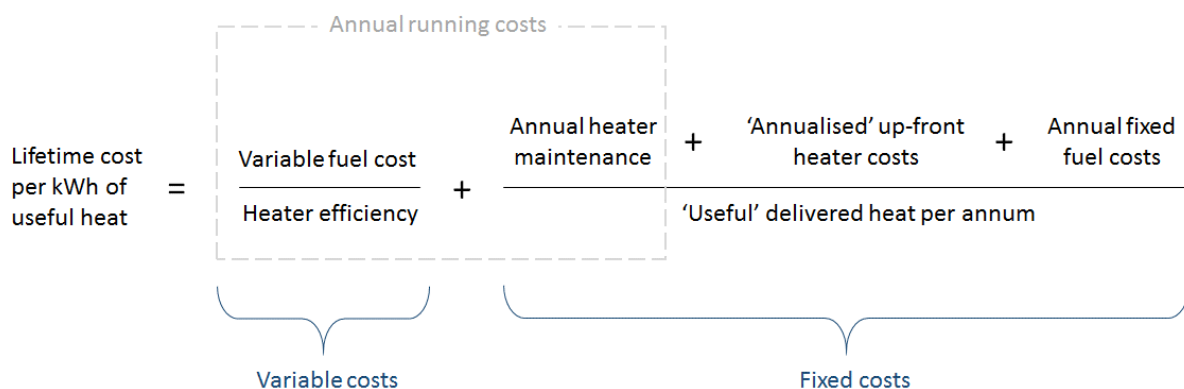 Annual running costs
Lifetime cost
per kWh of
useful heat
=
Variable fuel cost
Heater efficiency
+
Annual heater
maintenance
+
‘Annualised’ up-front
heater costs
+
Annual fixed
fuel costs
‘Useful’ delivered heat per annum
Variable costs
Fixed costs